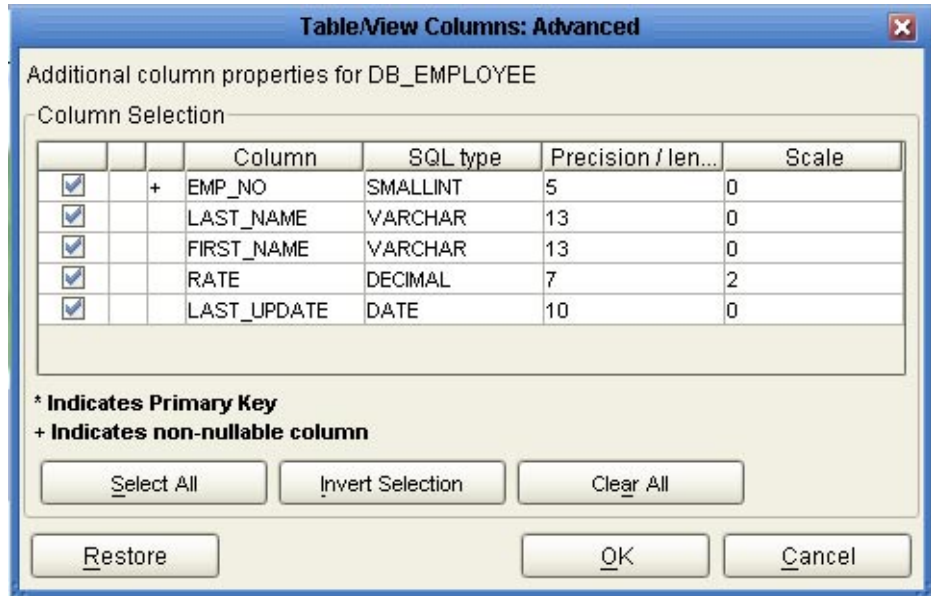 Table/View Columns: Advanced
Additional column properties for DB_EMPLOYEE
Column Selection
Column SQL type Precision / len... Scale
+ EMP_NO SMALLINT 5 0
LAST_NAME VARCHAR 13 0
FIRST_NAME VARCHAR 13 0
RATE DECIMAL 7 2
LAST_UPDATE DATE 10 0
* Indicates Primary Key
+ Indicates non-nullable column
Select All Invert Selection Clear All
Restore OK Cancel